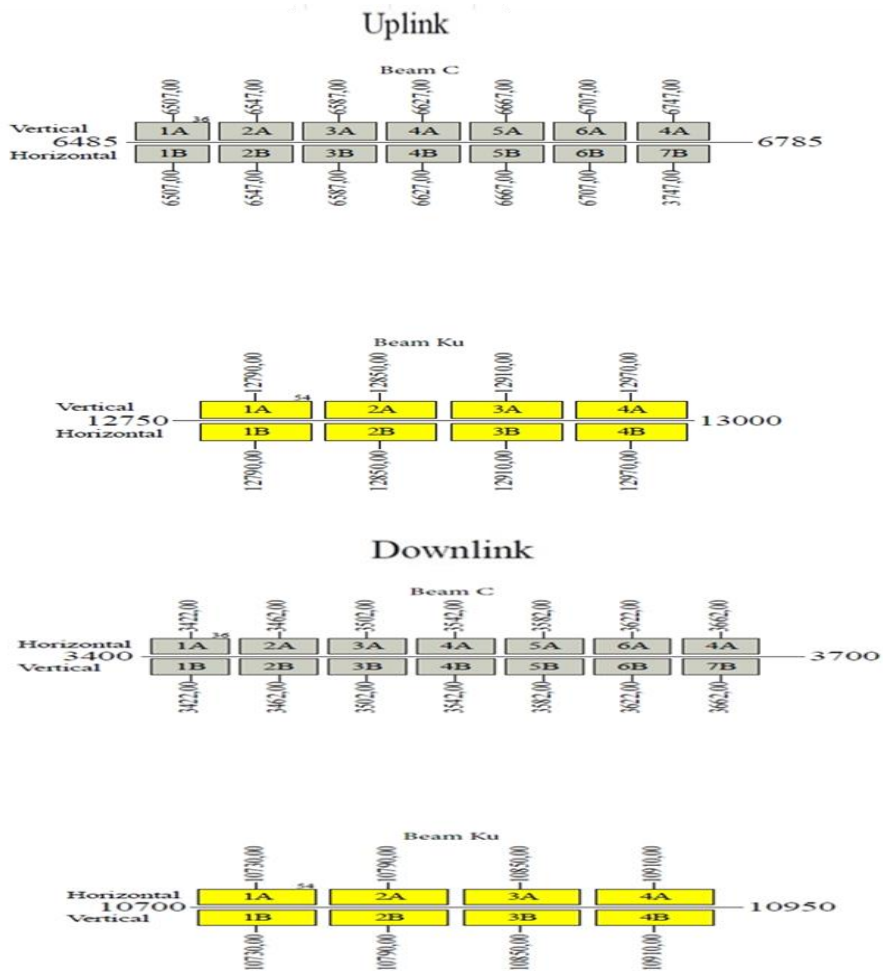 Uplink
Beam C
6507,00 6547,00 6587,00 6627,00 6667,00 6707,00 6747,00
36
Vertical 1A 2A 3A 4A 5A 6A 4A
6485 6785
Horizontal 1B 2B 3B 4B 5B 6B 7B
6507,00 6547,00 6587,00 6627,00 6667,00 6707,00 3747,00
Beam Ku
12790,00 12850,00 12910,00 12970,00
54
Vertical 1A 2A 3A 4A
12750 13000
Horizontal 1B 2B 3B 4B
12790,00 12850,00 12910,00 12970,00
Downlink
Beam C
3422,00 3462,00 3502,00 3542,00 3582,00 3622,00 3662,00
36
Horizontal 1A 2A 3A 4A 5A 6A 4A
3400 3700
Vertical 1B 2B 3B 4B 5B 6B 7B
3422,00 3462,00 3502,00 3542,00 3582,00 3622,00 3662,00
Beam Ku
10730,00 10790,00 10850,00 10910,00
54
Horizontal 1A 2A 3A 4A
10700 10950
Vertical 1B 2B 3B 4B
10730,00 10790,00 10850,00 10910,00